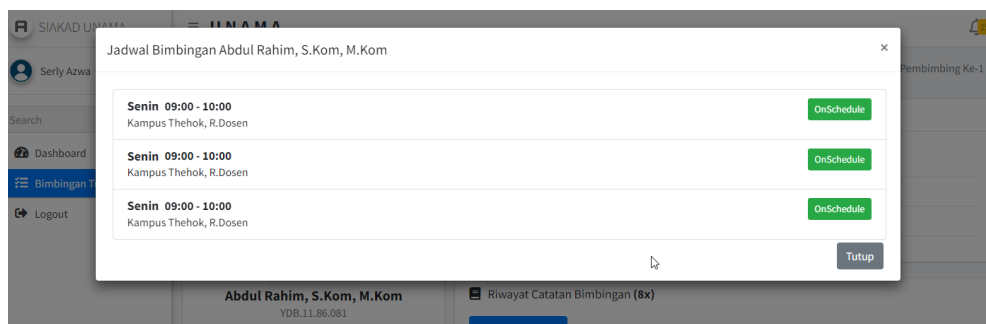 SIAKAD UNAMA
UNAMA
Jadwal Bimbingan Abdul Rahim, S.Kom, M.Kom
×
Serly Azwa
Pembimbing Ke-1
Search
Senin 09:00 - 10:00
OnSchedule
Kampus Thehok, R.Dosen
Dashboard
Senin 09:00 - 10:00
OnSchedule
Kampus Thehok, R.Dosen
Bimbingan T
Senin 09:00 - 10:00
OnSchedule
Logout
Kampus Thehok, R.Dosen
Tutup
Abdul Rahim, S.Kom, M.Kom
Riwayat Catatan Bimbingan (8x)
YDB.11.86.081